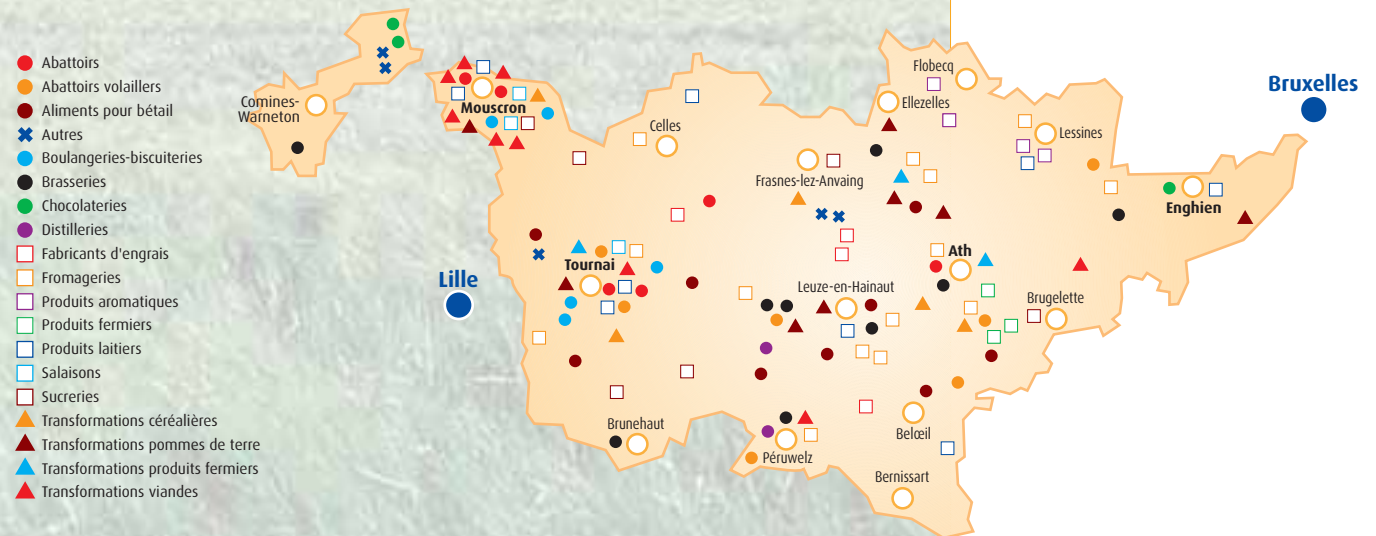 Abattoirs
Abattoirs volaillers
Aliments pour bétail
Autres
Boulangeries-biscuiteries
Brasseries
Chocolateries
Distilleries
Fabricants d'engrais
Fromageries
Produits aromatiques
Produits fermiers
Produits laitiers
Salaisons
Sucreries
Transformations céréalières
Transformations pommes de terre
Transformations produits fermiers
Transformations viandes
Comines-
Warneton
Mouscron
Celles
Flobecq
Ellezelles
Lessines
Bruxelles
Frasnes-lez-Anvaing
Enghien
Ath
Tournai
Lille
Leuze-en-Hainaut
Brugelette
Brunehaut
Belœil
Péruwelz
Bernissart